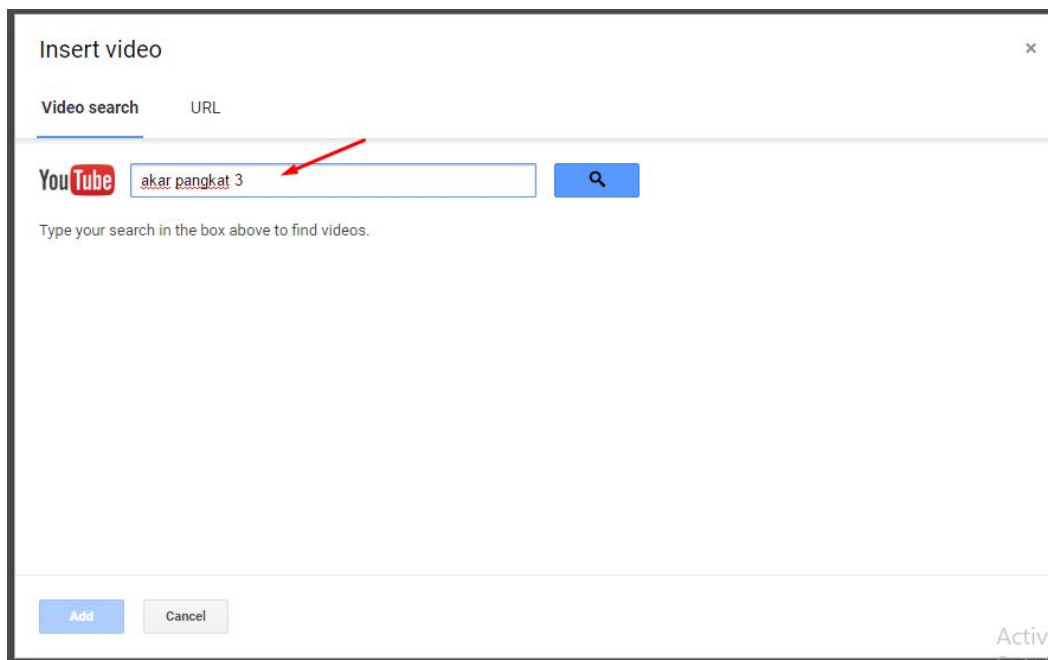 Insert video
×
Video search URL
YouTube akar pangkat 3
Type your search in the box above to find videos.
Add Cancel
Activ